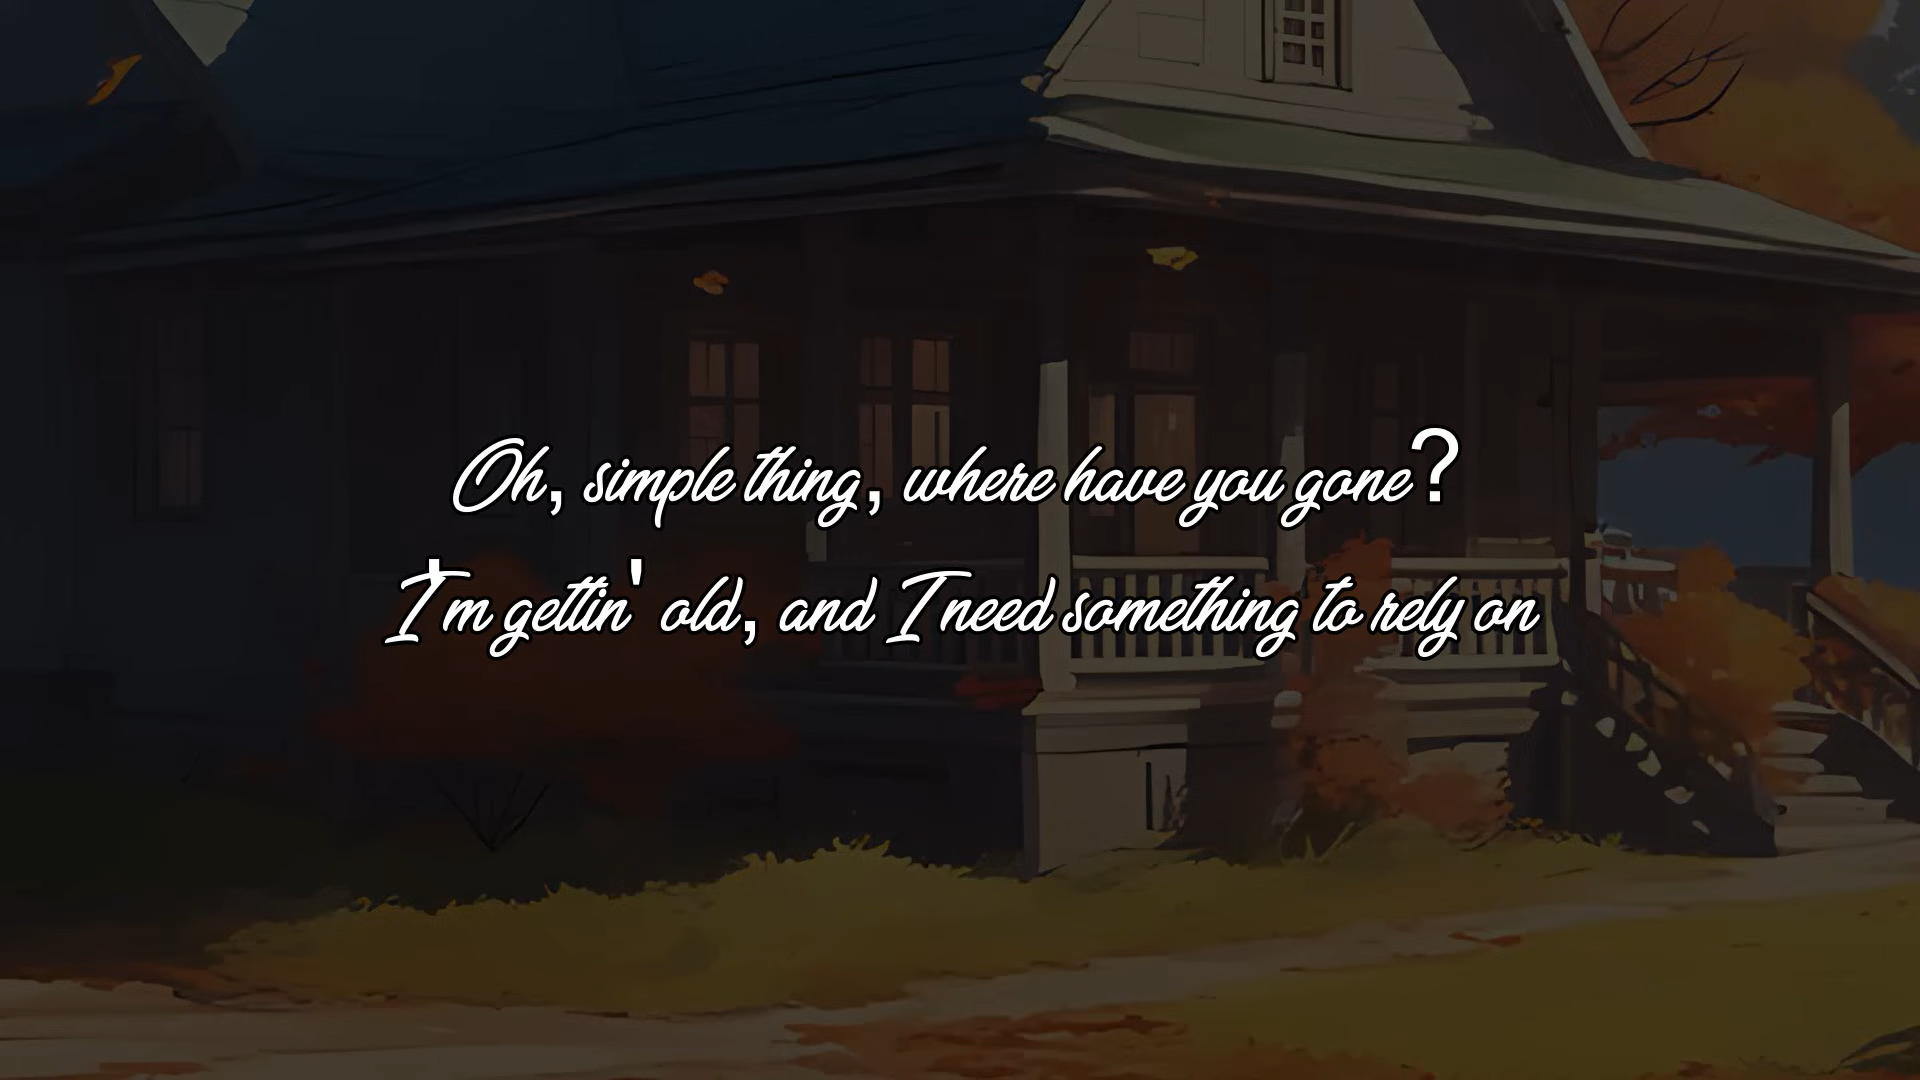 Oh, simple thing, where have you gone?
I'm gettin' old, and I need something to rely on